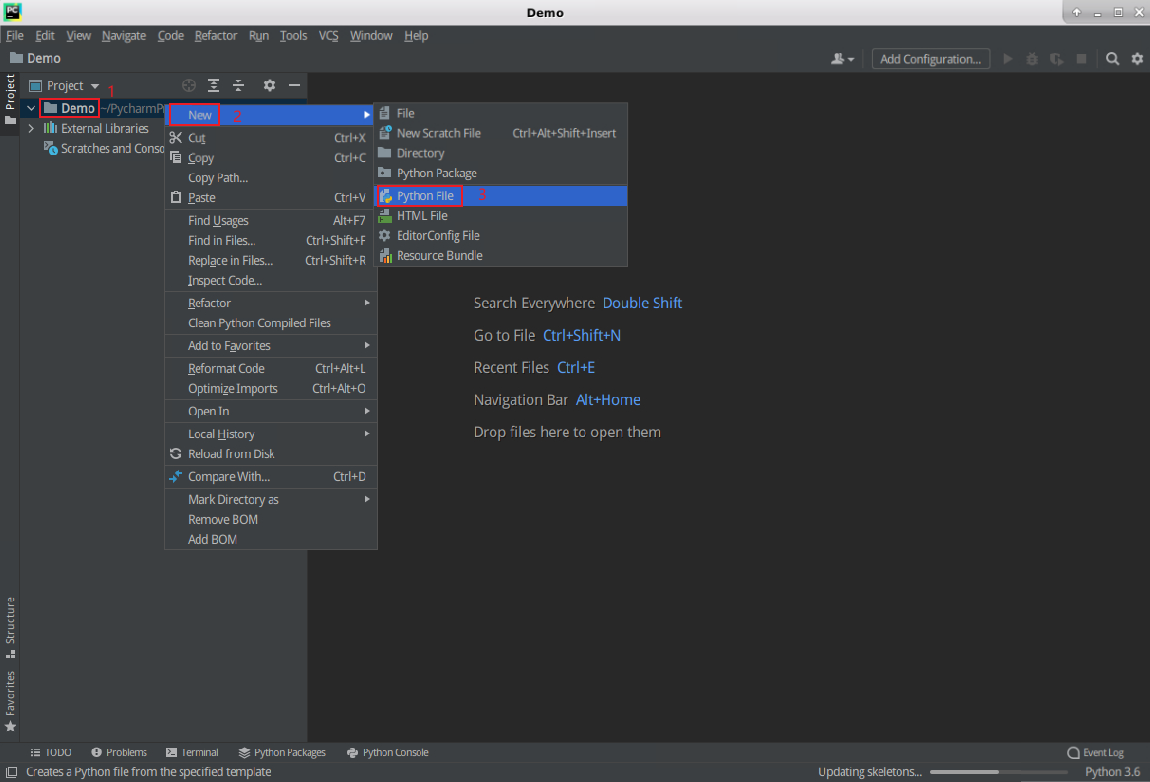 PC
Demo
File Edit View Navigate Code Refactor Run Tools VCS Window Help
Demo
Add Configuration...
Project
Project 1
Demo ~/PycharmPr
External Libraries
Scratches and Conso
New 2
Cut Ctrl+X
Copy Ctrl+C
Copy Path...
Paste Ctrl+V
Find Usages Alt+F7
Find in Files... Ctrl+Shift+F
Replace in Files... Ctrl+Shift+R
Inspect Code...
Refactor
Clean Python Compiled Files
Add to Favorites
Reformat Code Ctrl+Alt+L
Optimize Imports Ctrl+Alt+O
Open In
Local History
Reload from Disk
Compare With... Ctrl+D
Mark Directory as
Remove BOM
Add BOM
File
New Scratch File Ctrl+Alt+Shift+Insert
Directory
Python Package
Python File 3
HTML File
EditorConfig File
Resource Bundle
Search Everywhere Double Shift
Go to File Ctrl+Shift+N
Recent Files Ctrl+E
Navigation Bar Alt+Home
Drop files here to open them
Structure
Favorites
TODO Problems Terminal Python Packages Python Console Event Log
Creates a Python file from the specified template Updating skeletons... Python 3.6